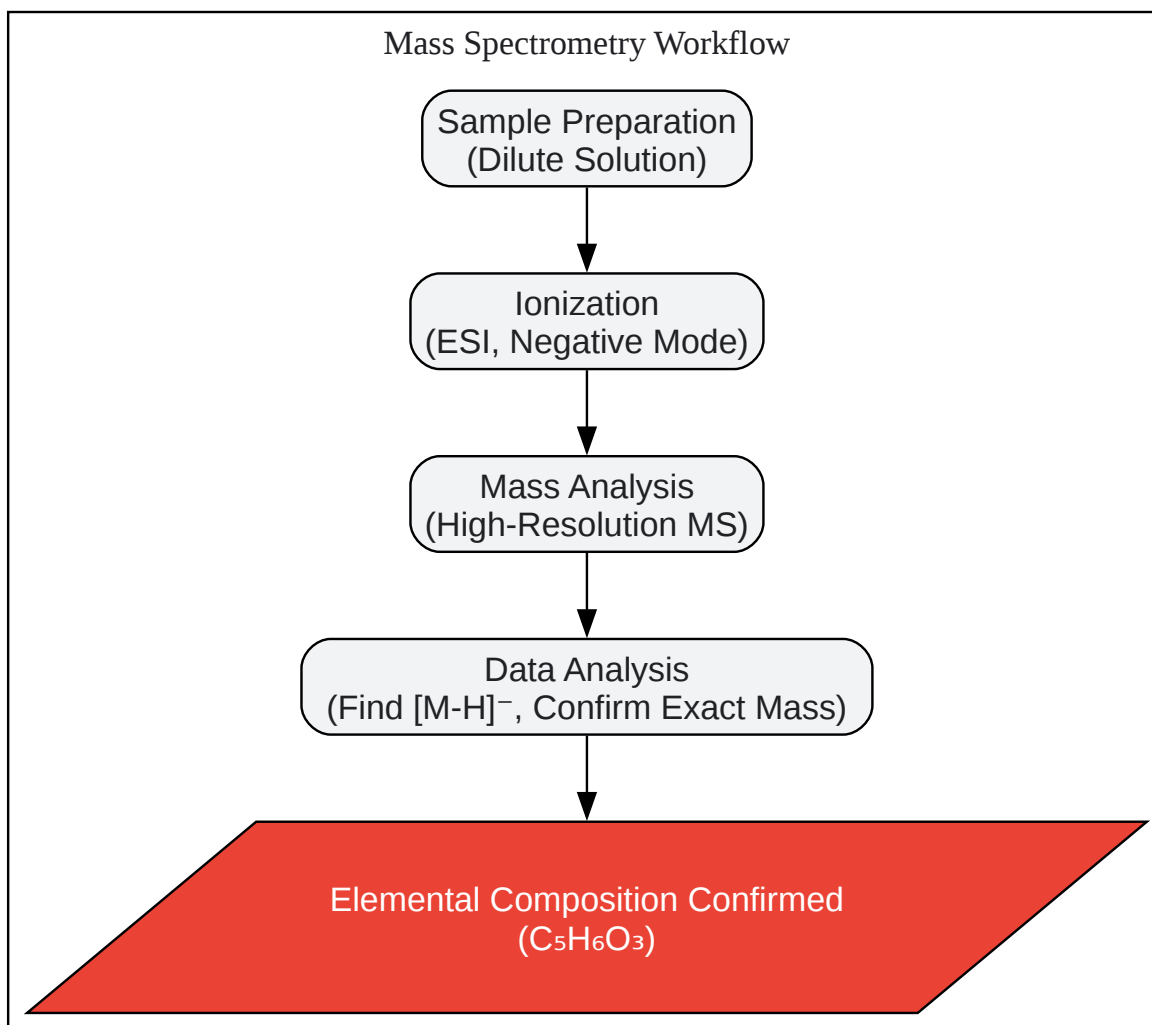 Mass Spectrometry Workflow
Sample Preparation
(Dilute Solution)
Ionization
(ESI, Negative Mode)
Mass Analysis
(High-Resolution MS)
Data Analysis
(Find [M-H]⁻, Confirm Exact Mass)
Elemental Composition Confirmed
(C₅H₆O₃)